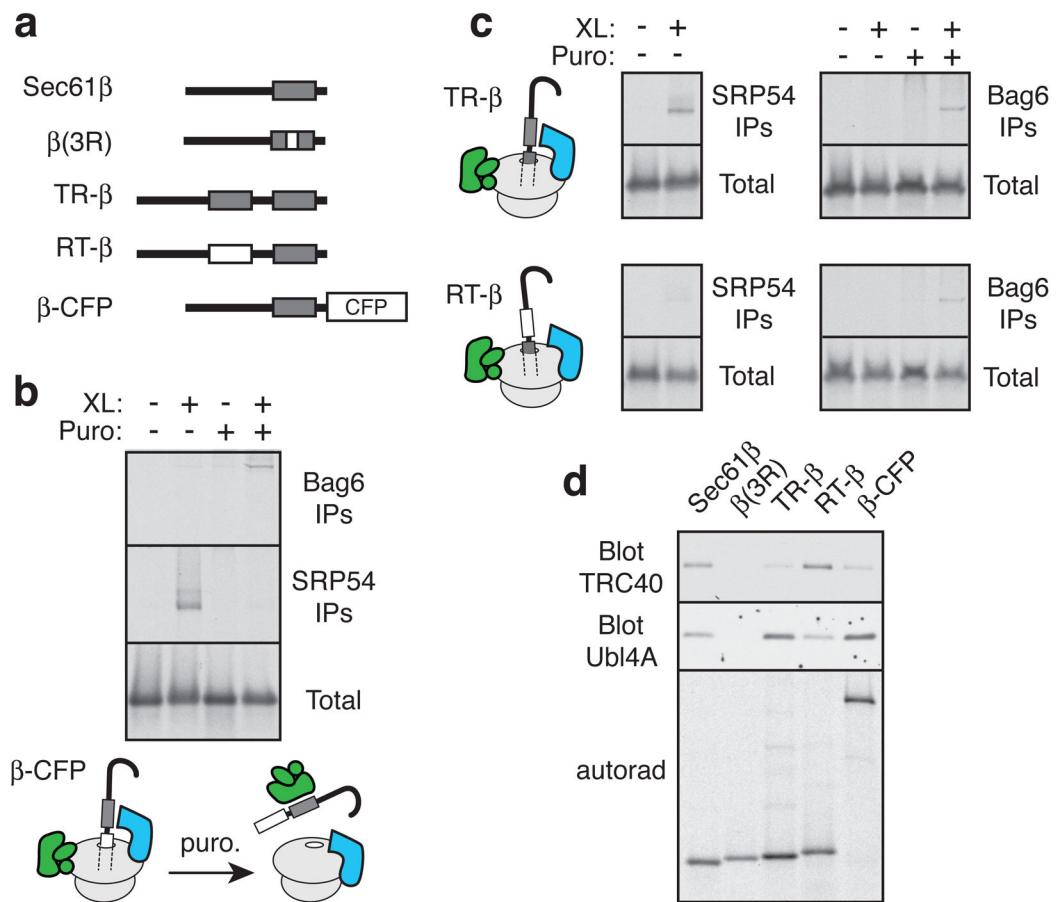 a
Sec61β
β(3R)
TR-β
RT-β
β-CFP
CFP
b
XL: - + - +
Puro: - - + +
Bag6
IPs
SRP54
IPs
Total
β-CFP
puro.
c
XL: - + - + - +
Puro: - - - - + +
TR-β
SRP54
IPs
Total
Bag6
IPs
Total
RT-β
SRP54
IPs
Total
Bag6
IPs
Total
d
Sec61β
β(3R)
TR-β
RT-β
β-CFP
Blot
TRC40
Blot
Ubl4A
autorad